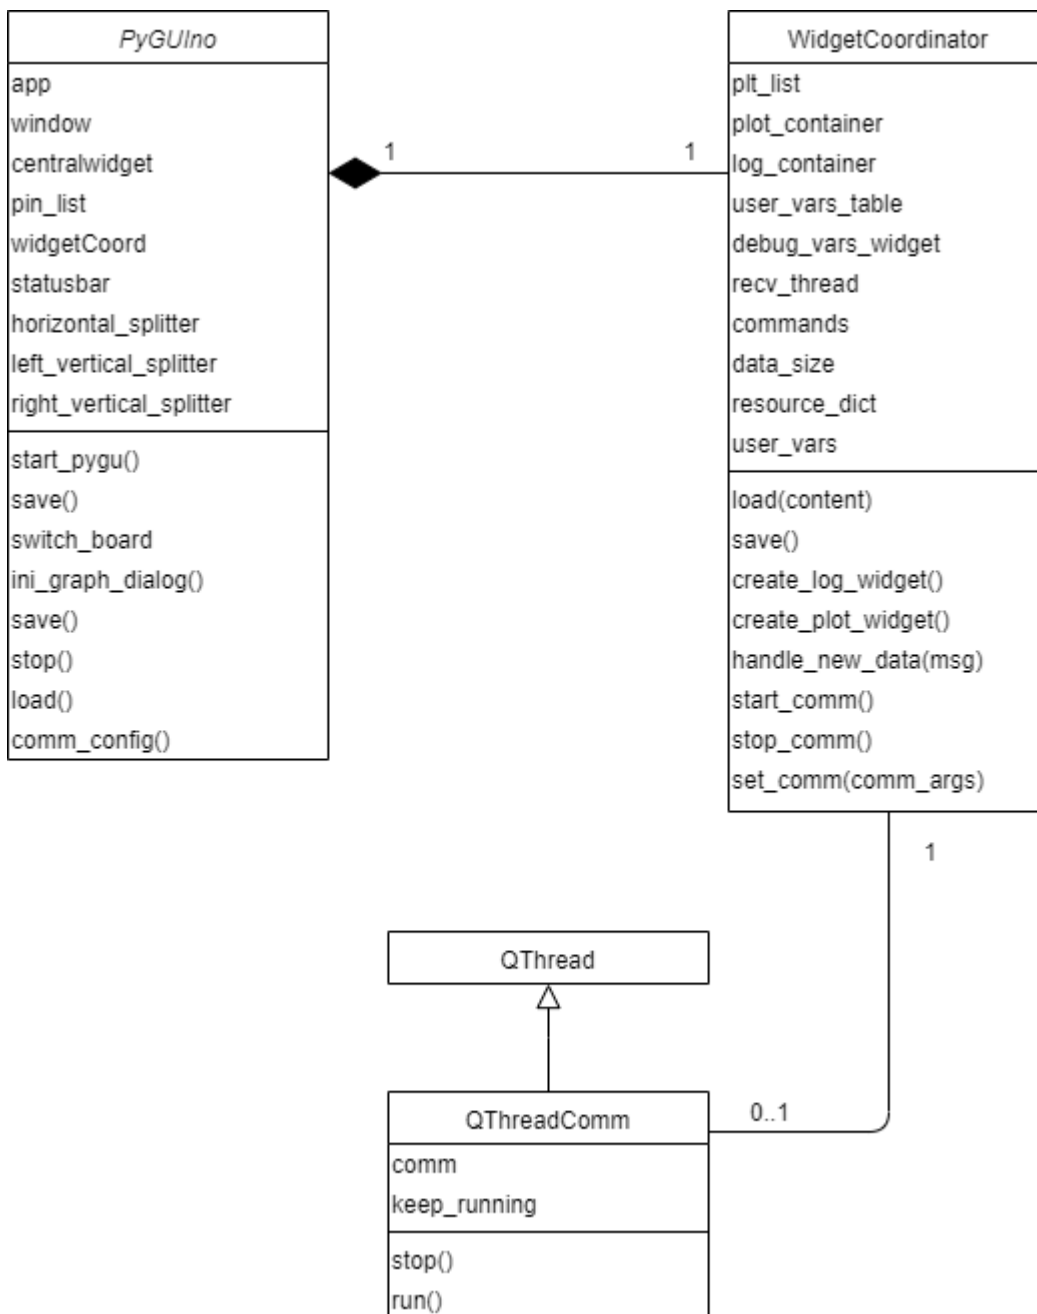 PyGUIno
app
window
centralwidget
pin_list
widgetCoord
statusbar
horizontal_splitter
left_vertical_splitter
right_vertical_splitter
start_pygu()
save()
switch_board
ini_graph_dialog()
save()
stop()
load()
comm_config()
1
1
WidgetCoordinator
plt_list
plot_container
log_container
user_vars_table
debug_vars_widget
recv_thread
commands
data_size
resource_dict
user_vars
load(content)
save()
create_log_widget()
create_plot_widget()
handle_new_data(msg)
start_comm()
stop_comm()
set_comm(comm_args)
1
QThread
0..1
QThreadComm
comm
keep_running
stop()
run()